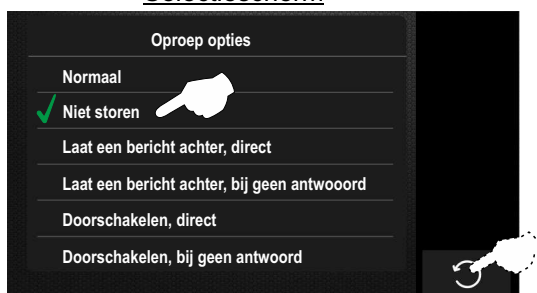 Selectiescherm
Oproep opties
Normaal
Niet storen
Laat een bericht achter, direct
Laat een bericht achter, bij geen antwooord
Doorschakelen, direct
Doorschakelen, bij geen antwoord